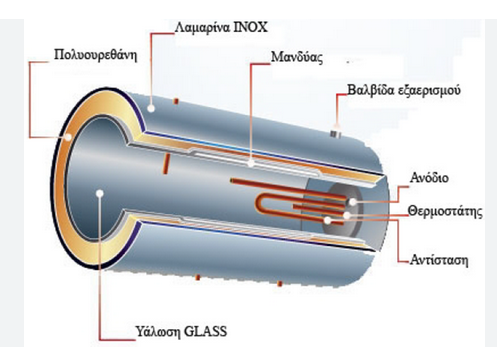 Λαμαρίνα INOX
Πολυουρεθάνη
Μανδύας
Βαλβίδα εξαερισμού
Ανόδιο
Θερμοστάτης
Αντίσταση
Υάλωση GLASS